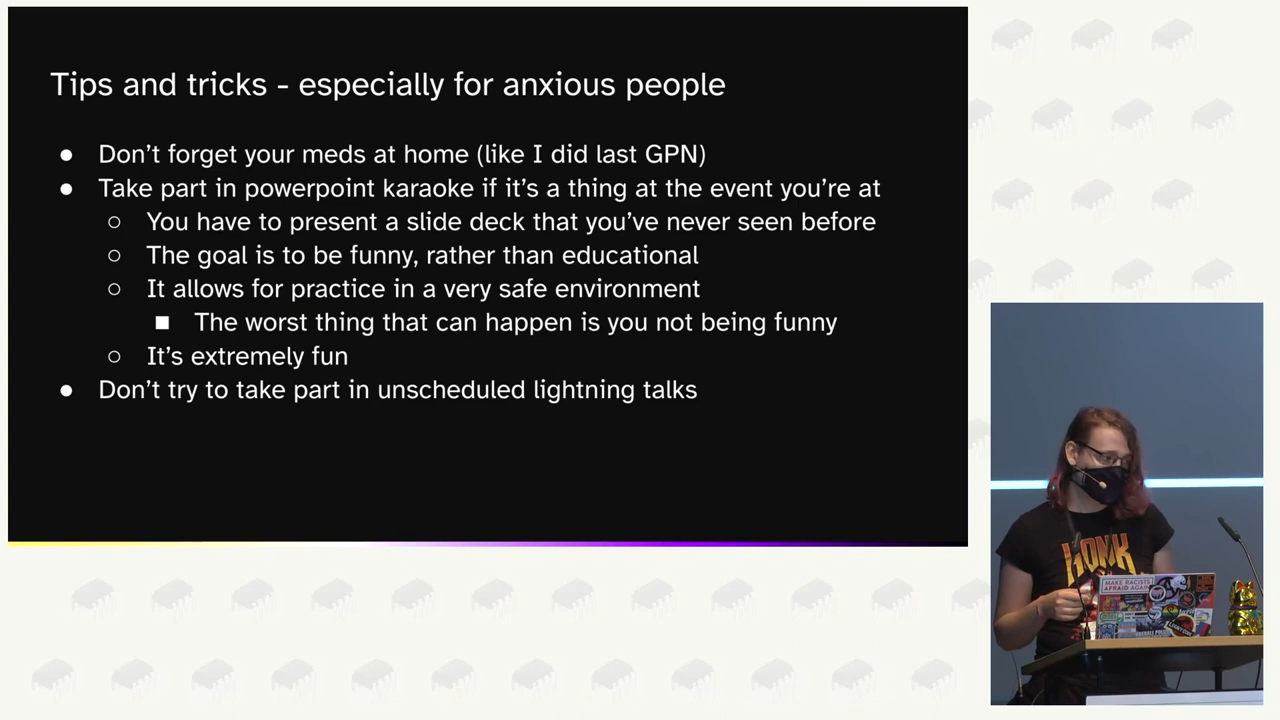 Tips and tricks - especially for anxious people
● Don’t forget your meds at home (like I did last GPN)
● Take part in powerpoint karaoke if it’s a thing at the event you’re at
○ You have to present a slide deck that you’ve never seen before
○ The goal is to be funny, rather than educational
○ It allows for practice in a very safe environment
■ The worst thing that can happen is you not being funny
○ It’s extremely fun
● Don’t try to take part in unscheduled lightning talks
HONK
MAKE RACISTS
AFRAID AGAIN